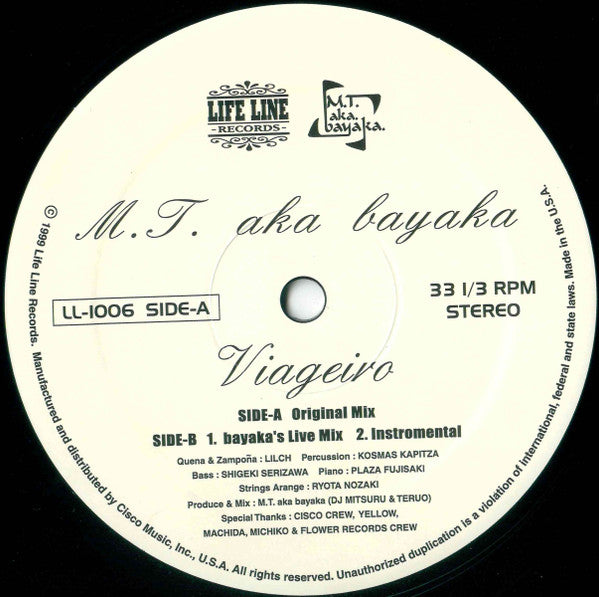 LIFE LINE
-RECORDS-
M.T.
aka.
bayaka.
M.T. aka bayaka
LL-1006 SIDE-A
33 1/3 RPM
STEREO
Viageiro
SIDE-A Original Mix
SIDE-B 1. bayaka's Live Mix 2. Instromental
Quena & Zampoña : LILCH Percussion : KOSMAS KAPITZA
Bass : SHIGEKI SERIZAWA Piano : PLAZA FUJISAKI
Strings Arange : RYOTA NOZAKI
Produce & Mix : M.T. aka bayaka (DJ MITSURU & TERUO)
Special Thanks : CISCO CREW, YELLOW,
MACHIDA, MICHIKO & FLOWER RECORDS CREW
© 1999 Life Line Records. Manufactured and distributed by Cisco Music, Inc., U.S.A. All rights reserved. Unauthorized duplication is a violation of international, federal and state laws. Made in the U.S.A.